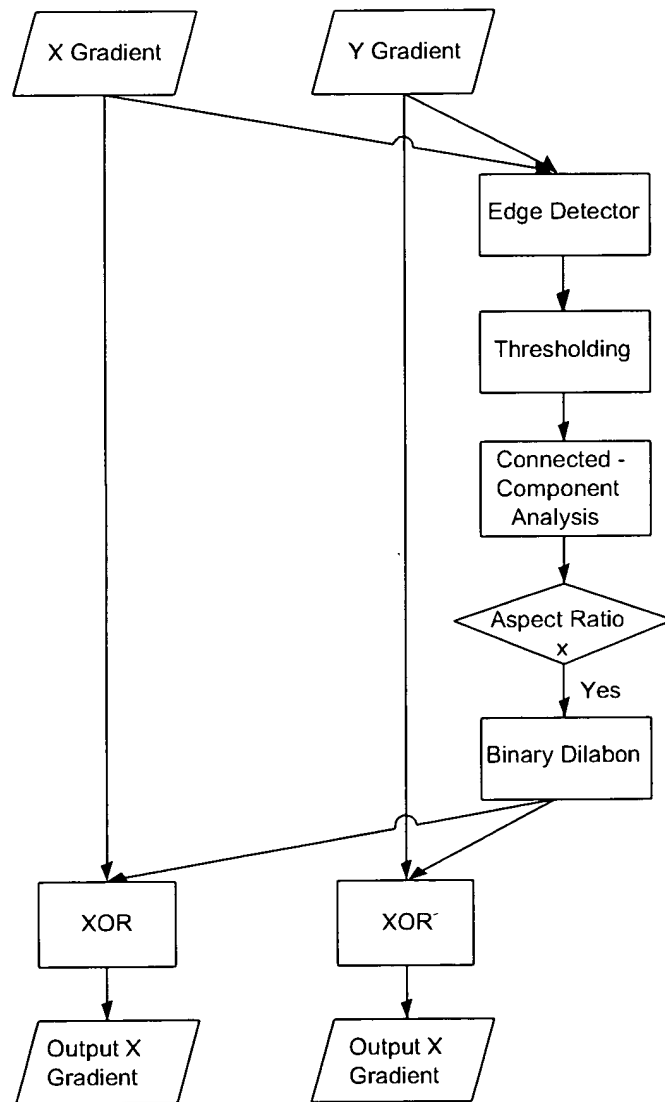 X Gradient
Y Gradient
Edge Detector
Thresholding
Connected -
Component
Analysis
Aspect Ratio
x
Yes
Binary Dilabon
XOR
XOR
Output X
Gradient
Output X
Gradient